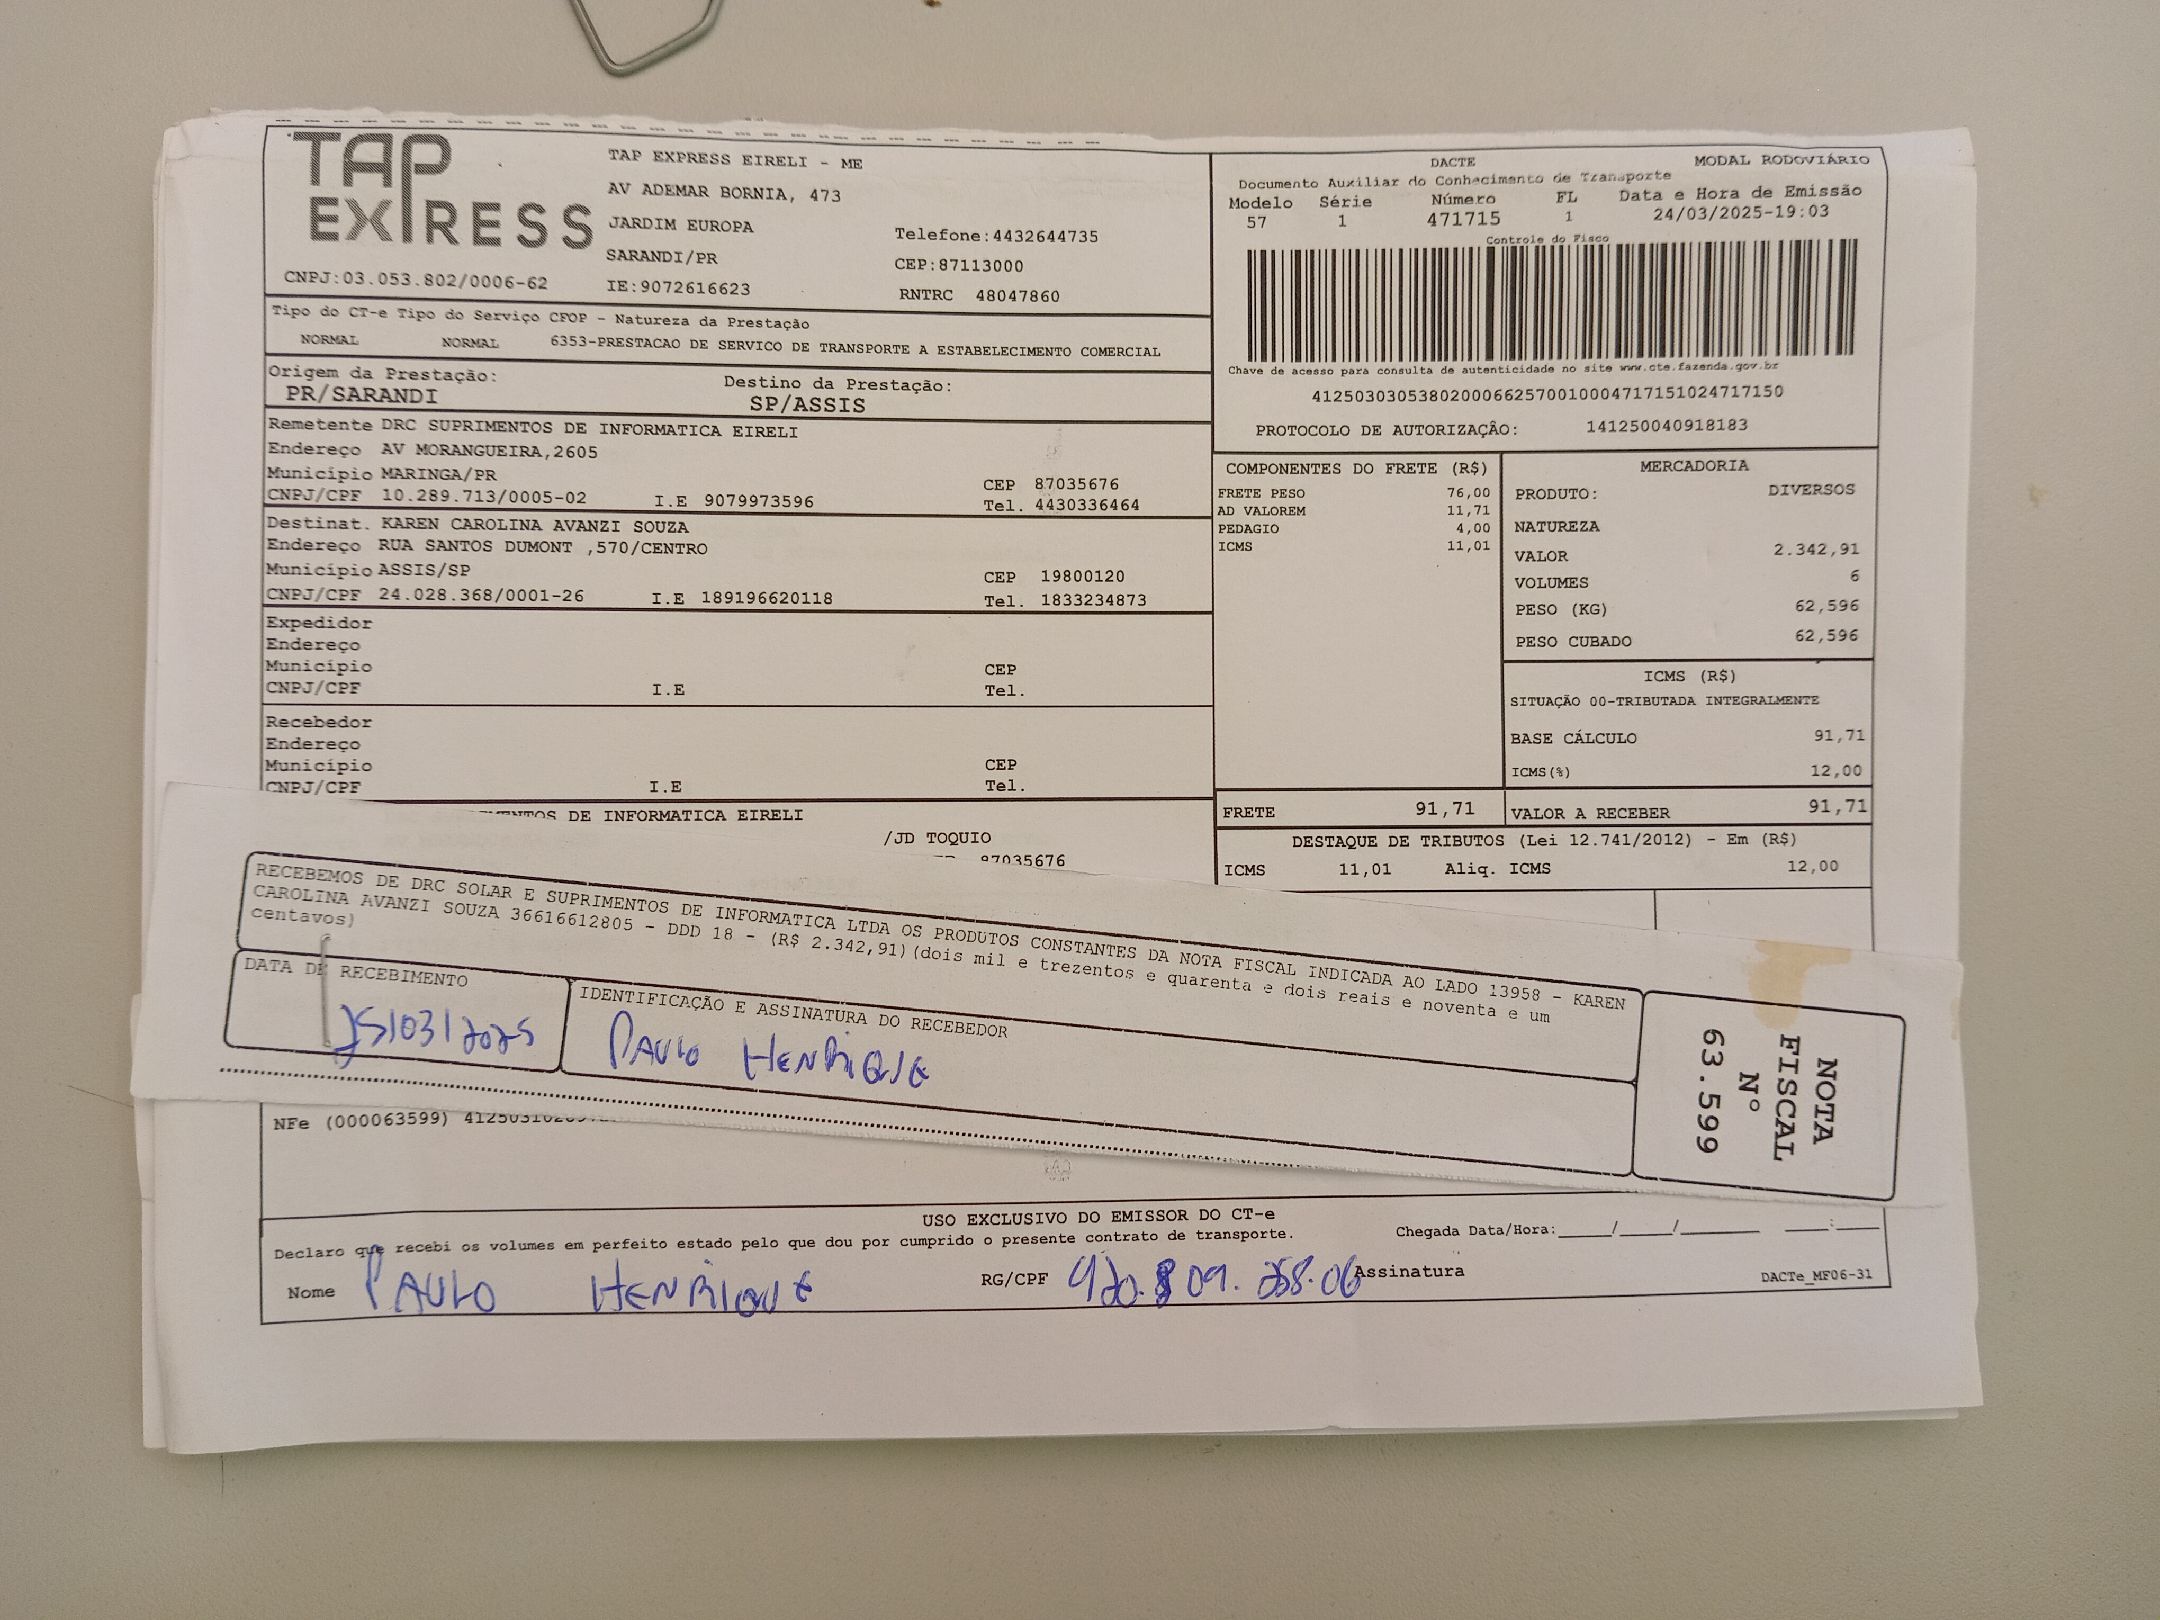 TAP
EXPRESS
CNPJ:03.053.802/0006-62
TAP EXPRESS EIRELI - ME
AV ADEMAR BORNIA, 473
JARDIM EUROPA
SARANDI/PR
IE:9072616623
Telefone:4432644735
CEP:87113000
RNTRC 48047860
DACTE MODAL RODOVIÁRIO
Documento Auxiliar do Conhecimento de Transporte
Modelo Série Número FL Data e Hora de Emissão
57 1 471715 1 24/03/2025-19:03
Controle do Fisco
Chave de acesso para consulta de autenticidade no site www.cte.fazenda.gov.br
41250303053802000662570010004717151024717150
PROTOCOLO DE AUTORIZAÇÃO: 141250040918183
Tipo do CT-e Tipo do Serviço CFOP - Natureza da Prestação
NORMAL NORMAL 6353-PRESTACAO DE SERVICO DE TRANSPORTE A ESTABELECIMENTO COMERCIAL
Origem da Prestação: Destino da Prestação:
PR/SARANDI SP/ASSIS
Remetente DRC SUPRIMENTOS DE INFORMATICA EIRELI
Endereço AV MORANGUEIRA,2605
Município MARINGA/PR CEP 87035676
CNPJ/CPF 10.289.713/0005-02 I.E 9079973596 Tel. 4430336464
Destinat. KAREN CAROLINA AVANZI SOUZA
Endereço RUA SANTOS DUMONT ,570/CENTRO
Município ASSIS/SP CEP 19800120
CNPJ/CPF 24.028.368/0001-26 I.E 189196620118 Tel. 1833234873
Expedidor
Endereço
Município CEP
CNPJ/CPF I.E Tel.
Recebedor
Endereço
Município CEP
CNPJ/CPF I.E Tel.
DE INFORMATICA EIRELI
/JD TOQUIO
87035676
COMPONENTES DO FRETE (R$)
FRETE PESO 76,00
AD VALOREM 11,71
PEDAGIO 4,00
ICMS 11,01
MERCADORIA
PRODUTO: DIVERSOS
NATUREZA
VALOR 2.342,91
VOLUMES 6
PESO (KG) 62,596
PESO CUBADO 62,596
ICMS (R$)
SITUAÇÃO 00-TRIBUTADA INTEGRALMENTE
BASE CÁLCULO 91,71
ICMS(%) 12,00
FRETE 91,71 VALOR A RECEBER 91,71
DESTAQUE DE TRIBUTOS (Lei 12.741/2012) - Em (R$)
ICMS 11,01 Aliq. ICMS 12,00
RECEBEMOS DE DRC SOLAR E SUPRIMENTOS DE INFORMATICA LTDA OS PRODUTOS CONSTANTES DA NOTA FISCAL INDICADA AO LADO 13958 - KAREN
CAROLINA AVANZI SOUZA 36616612805 - DDD 18 - (R$ 2.342,91)(dois mil e trezentos e quarenta e dois reais e noventa e um
centavos)
DATA DE RECEBIMENTO
25/03/2025
IDENTIFICAÇÃO E ASSINATURA DO RECEBEDOR
PAULO HENRIQUE
NOTA
FISCAL
Nº
63.599
NFe (000063599)
USO EXCLUSIVO DO EMISSOR DO CT-e
Declaro que recebi os volumes em perfeito estado pelo que dou por cumprido o presente contrato de transporte.
Chegada Data/Hora:____/____/______ ____:____
Nome PAULO HENRIQUE RG/CPF Assinatura
DACTe_MF06-31